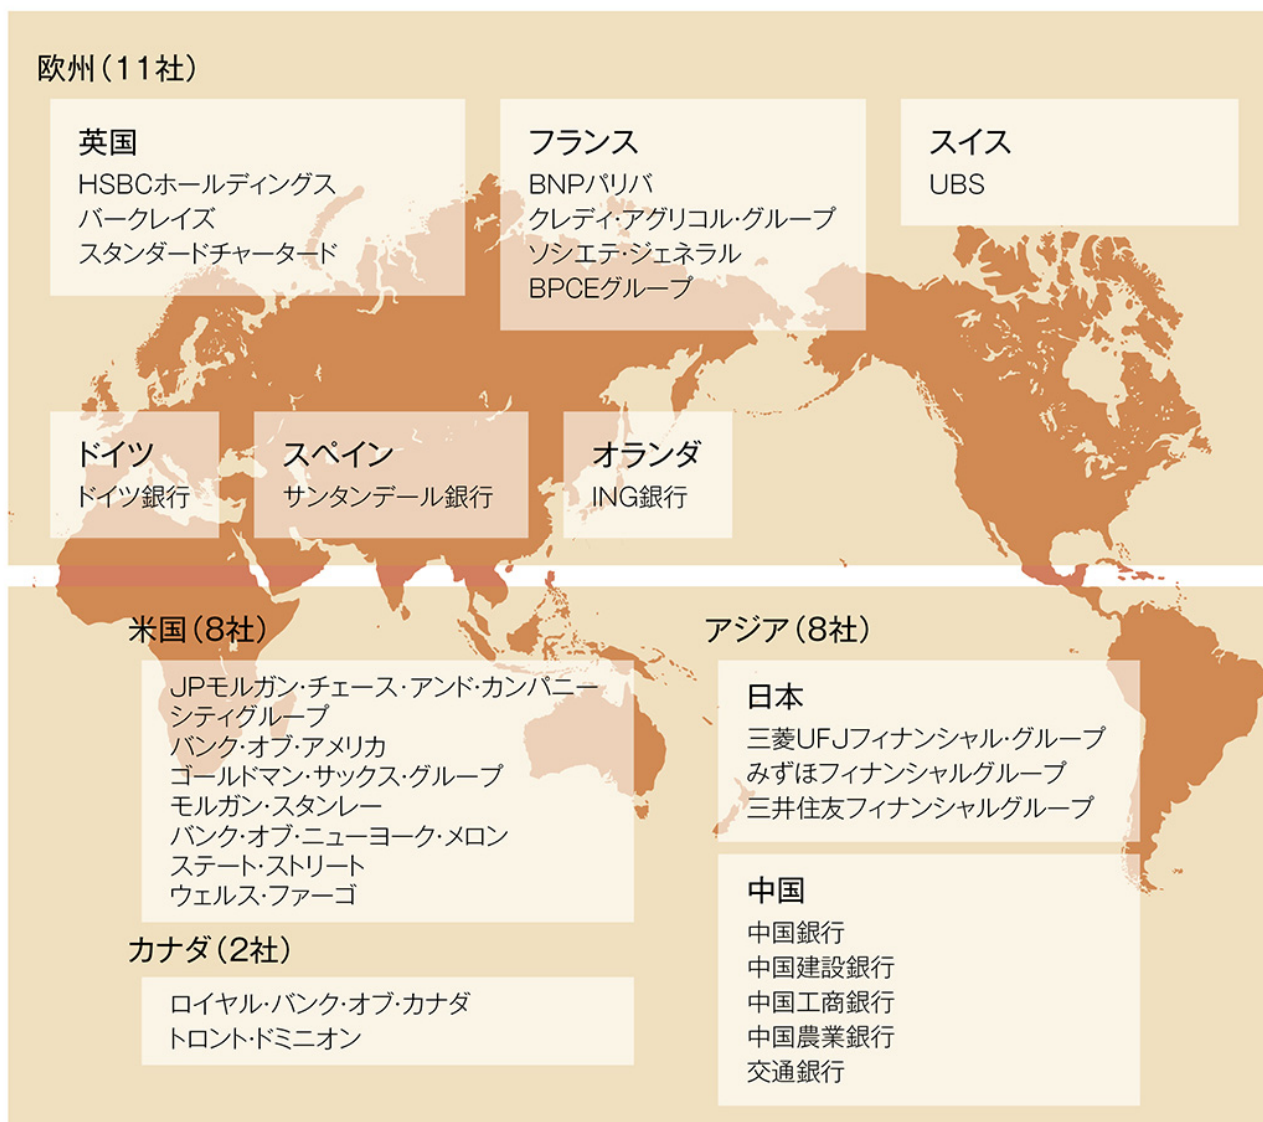 欧州（11社）
英国
HSBCホールディングス
バークレイズ
スタンダードチャータード
フランス
BNPパリバ
クレディ・アグリコル・グループ
ソシエテ・ジェネラル
BPCEグループ
スイス
UBS
ドイツ
ドイツ銀行
スペイン
サンタンデール銀行
オランダ
ING銀行
米国（8社）
JPモルガン・チェース・アンド・カンパニー
シティグループ
バンク・オブ・アメリカ
ゴールドマン・サックス・グループ
モルガン・スタンレー
バンク・オブ・ニューヨーク・メロン
ステート・ストリート
ウェルス・ファーゴ
カナダ（2社）
ロイヤル・バンク・オブ・カナダ
トロント・ドミニオン
アジア（8社）
日本
三菱UFJフィナンシャル・グループ
みずほフィナンシャルグループ
三井住友フィナンシャルグループ
中国
中国銀行
中国建設銀行
中国工商銀行
中国農業銀行
交通銀行